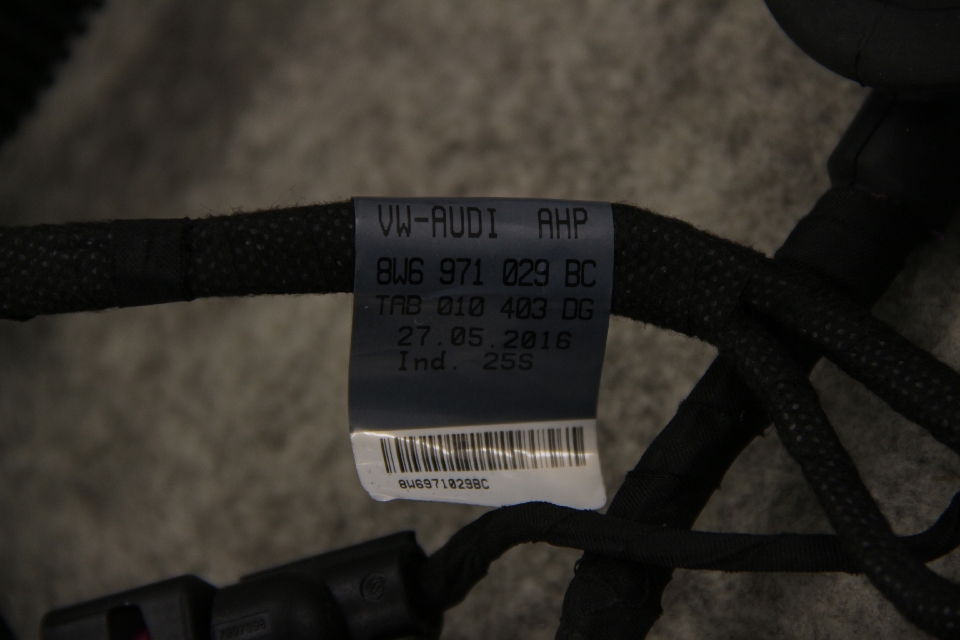 VW-AUDI AHP
8W6 971 029 BC
TAB 010 403 DG
27.05.2016
Ind. 25S
8W6971029BC